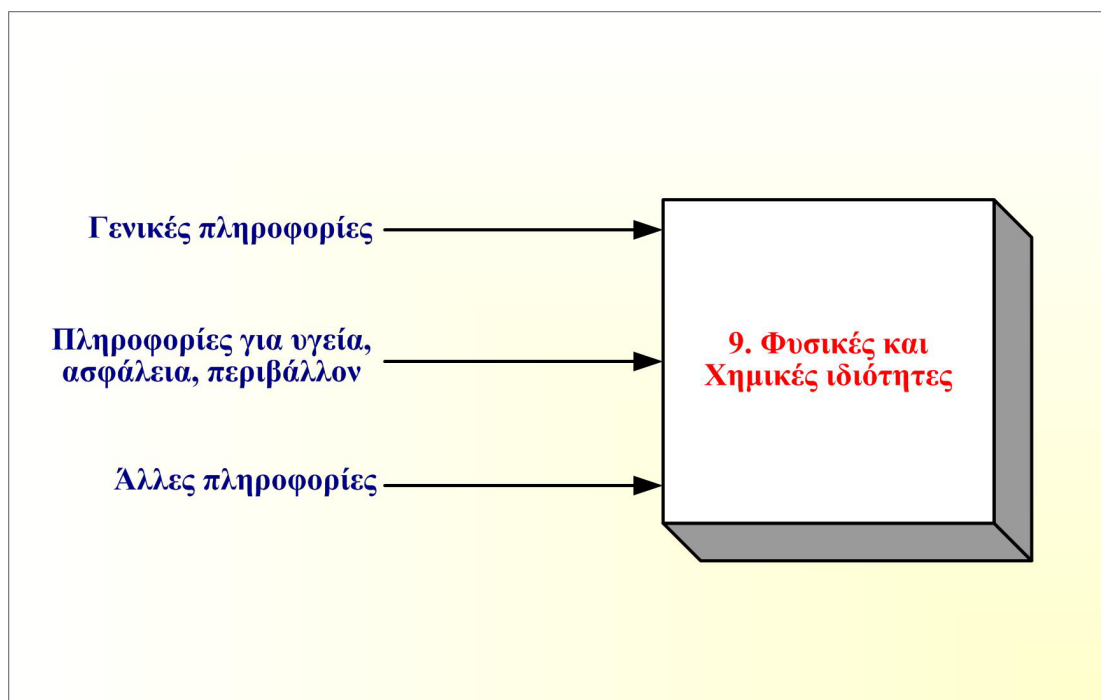 Γενικές πληροφορίες
Πληροφορίες για υγεία,
ασφάλεια, περιβάλλον
Άλλες πληροφορίες
9. Φυσικές και
Χημικές ιδιότητες